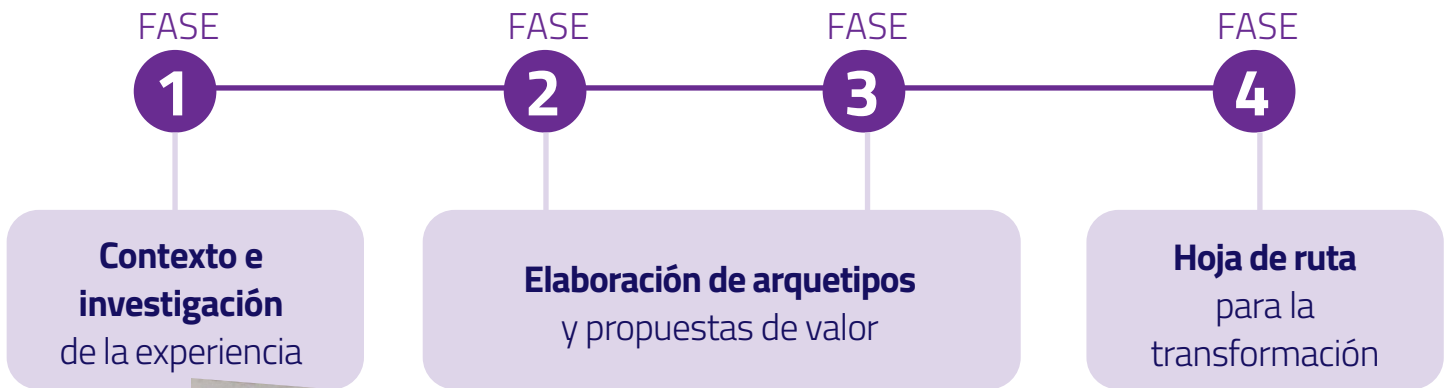 FASE
1
FASE
2
FASE
3
FASE
4
Contexto e
investigación
de la experiencia
Elaboración de arquetipos
y propuestas de valor
Hoja de ruta
para la
transformación